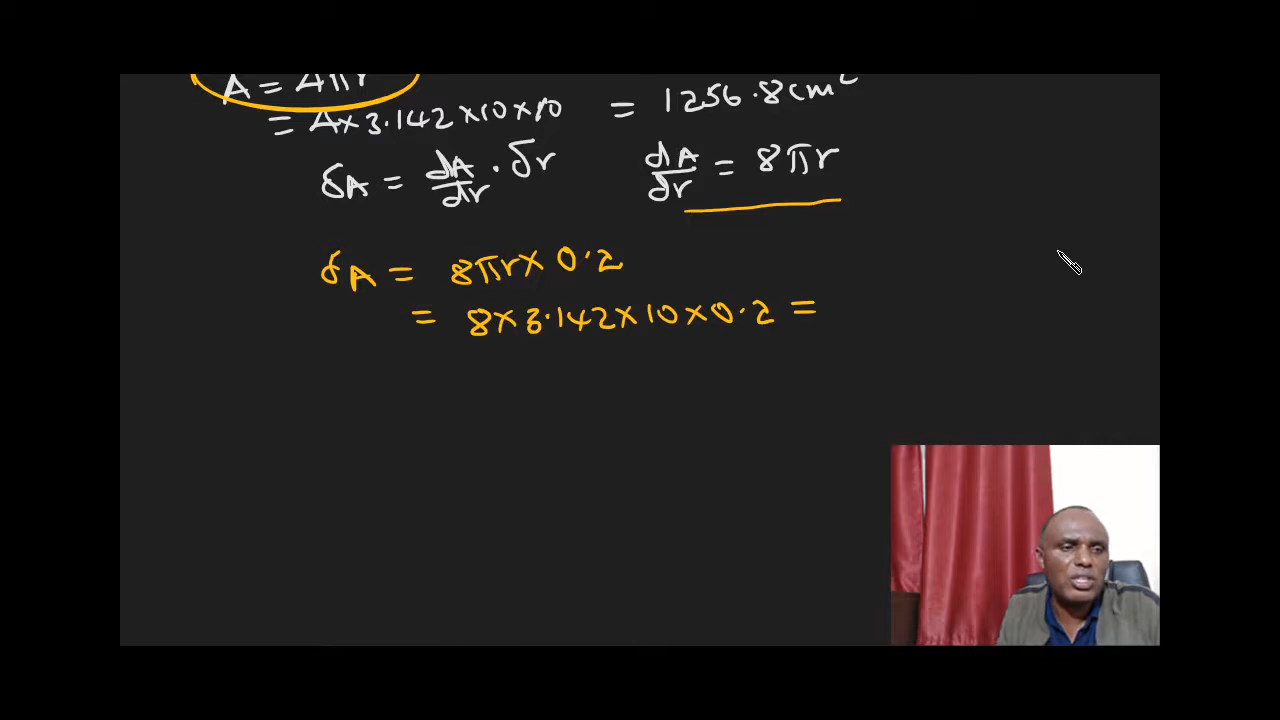 A = 4πr
= 4×3.142×10×10 = 1256.8cm²
δA = dA/dr · δr dA/dr = 8πr
δA = 8πr× 0.2
= 8×3.142×10×0.2 =